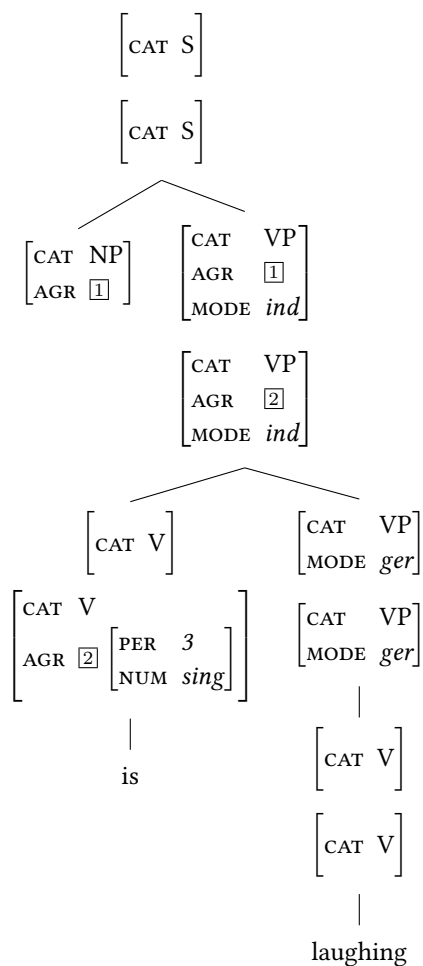 [CAT S]
[CAT S]
[CAT NP
AGR 1]
[CAT VP
AGR 1
MODE ind]
[CAT VP
AGR 2
MODE ind]
[CAT V]
[CAT VP
MODE ger]
[CAT V
AGR 2 [PER 3
NUM sing]]
[CAT VP
MODE ger]
is
[CAT V]
[CAT V]
laughing